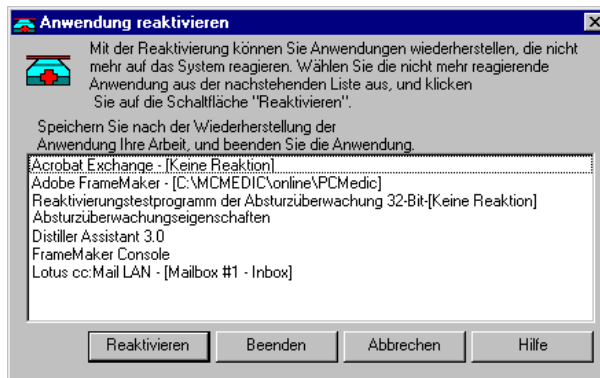 Anwendung reaktivieren
Mit der Reaktivierung können Sie Anwendungen wiederherstellen, die nicht
mehr auf das System reagieren. Wählen Sie die nicht mehr reagierende
Anwendung aus der nachstehenden Liste aus, und klicken
Sie auf die Schaltfläche "Reaktivieren".
Speichern Sie nach der Wiederherstellung der
Anwendung Ihre Arbeit, und beenden Sie die Anwendung.
Acrobat Exchange - [Keine Reaktion]
Adobe FrameMaker - [C:\MCMEDIC\online\PCMedic]
Reaktivierungstestprogramm der Absturzüberwachung 32-Bit-[Keine Reaktion]
Absturzüberwachungseigenschaften
Distiller Assistant 3.0
FrameMaker Console
Lotus cc:Mail LAN - [Mailbox #1 - Inbox]
Reaktivieren Beenden Abbrechen Hilfe